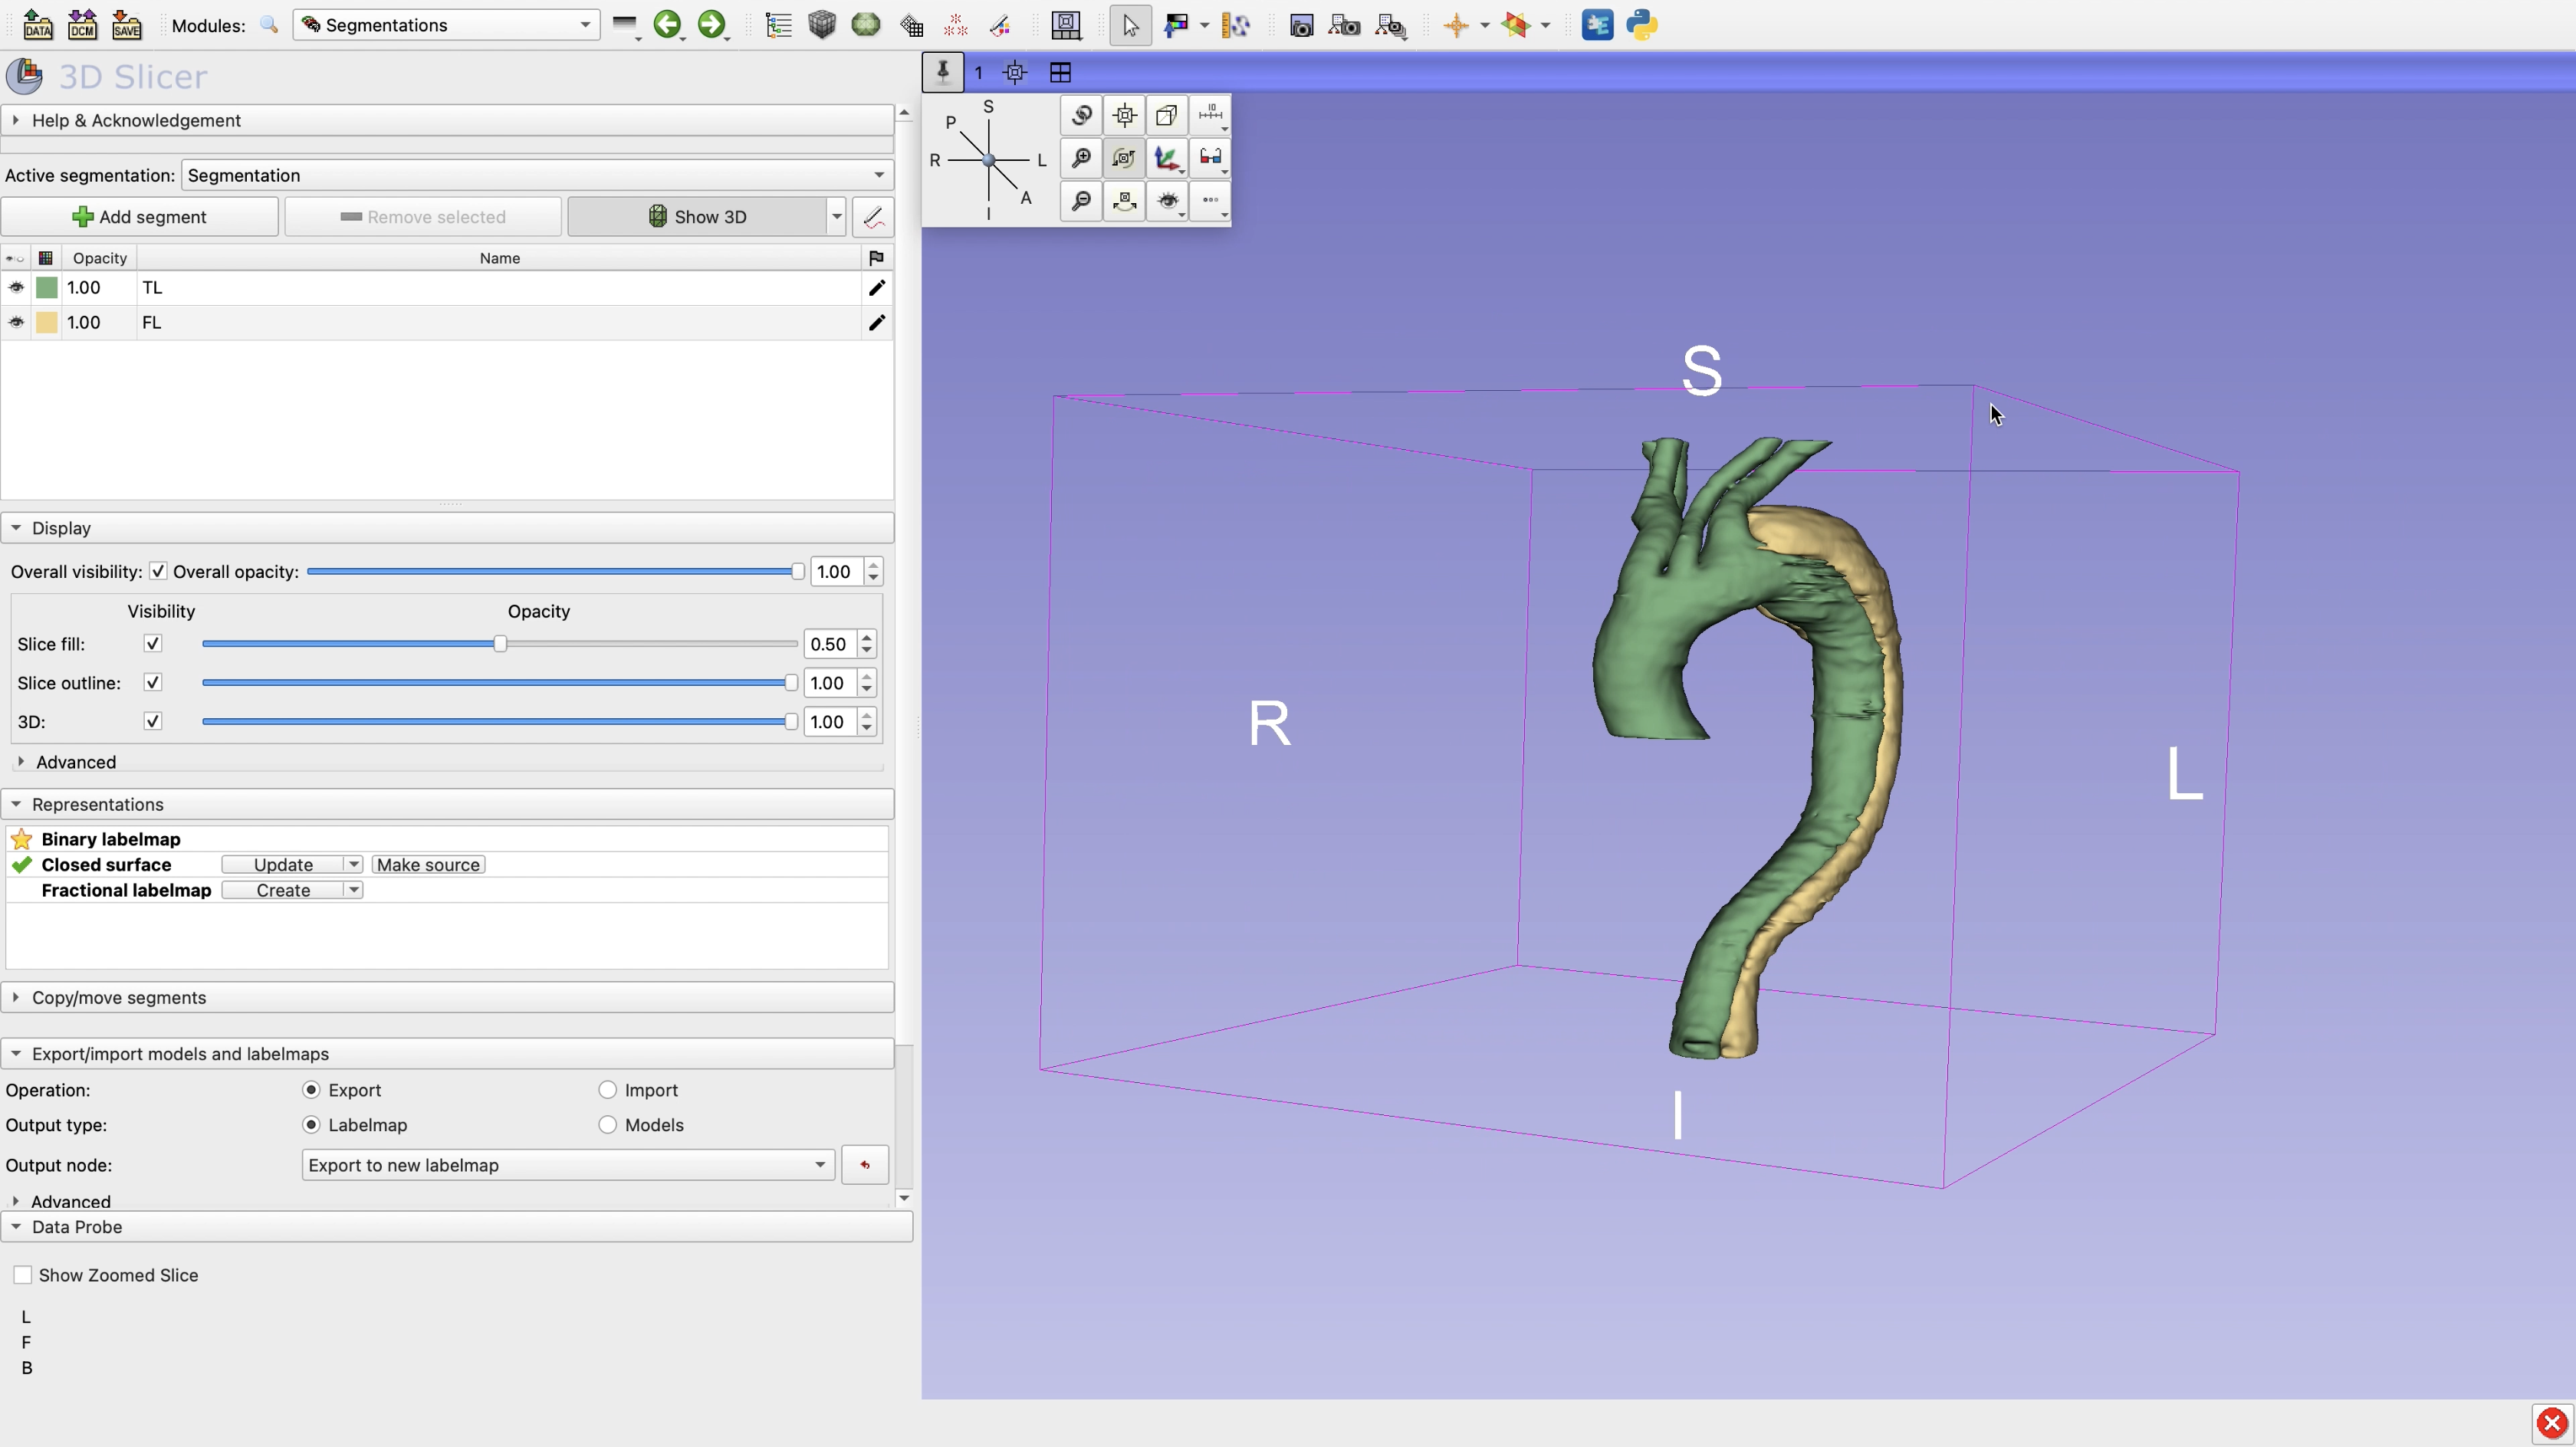 DATA DCM SAVE Modules: Segmentations
3D Slicer
1
Help & Acknowledgement
S
P
R L
A
I
Active segmentation: Segmentation
Add segment Remove selected Show 3D
Opacity Name
1.00 TL
1.00 FL
S
R
L
I
Display
Overall visibility: Overall opacity: 1.00
Visibility Opacity
Slice fill: 0.50
Slice outline: 1.00
3D: 1.00
Advanced
Representations
Binary labelmap
Closed surface Update Make source
Fractional labelmap Create
Copy/move segments
Export/import models and labelmaps
Operation: Export Import
Output type: Labelmap Models
Output node: Export to new labelmap
Advanced
Data Probe
Show Zoomed Slice
L
F
B